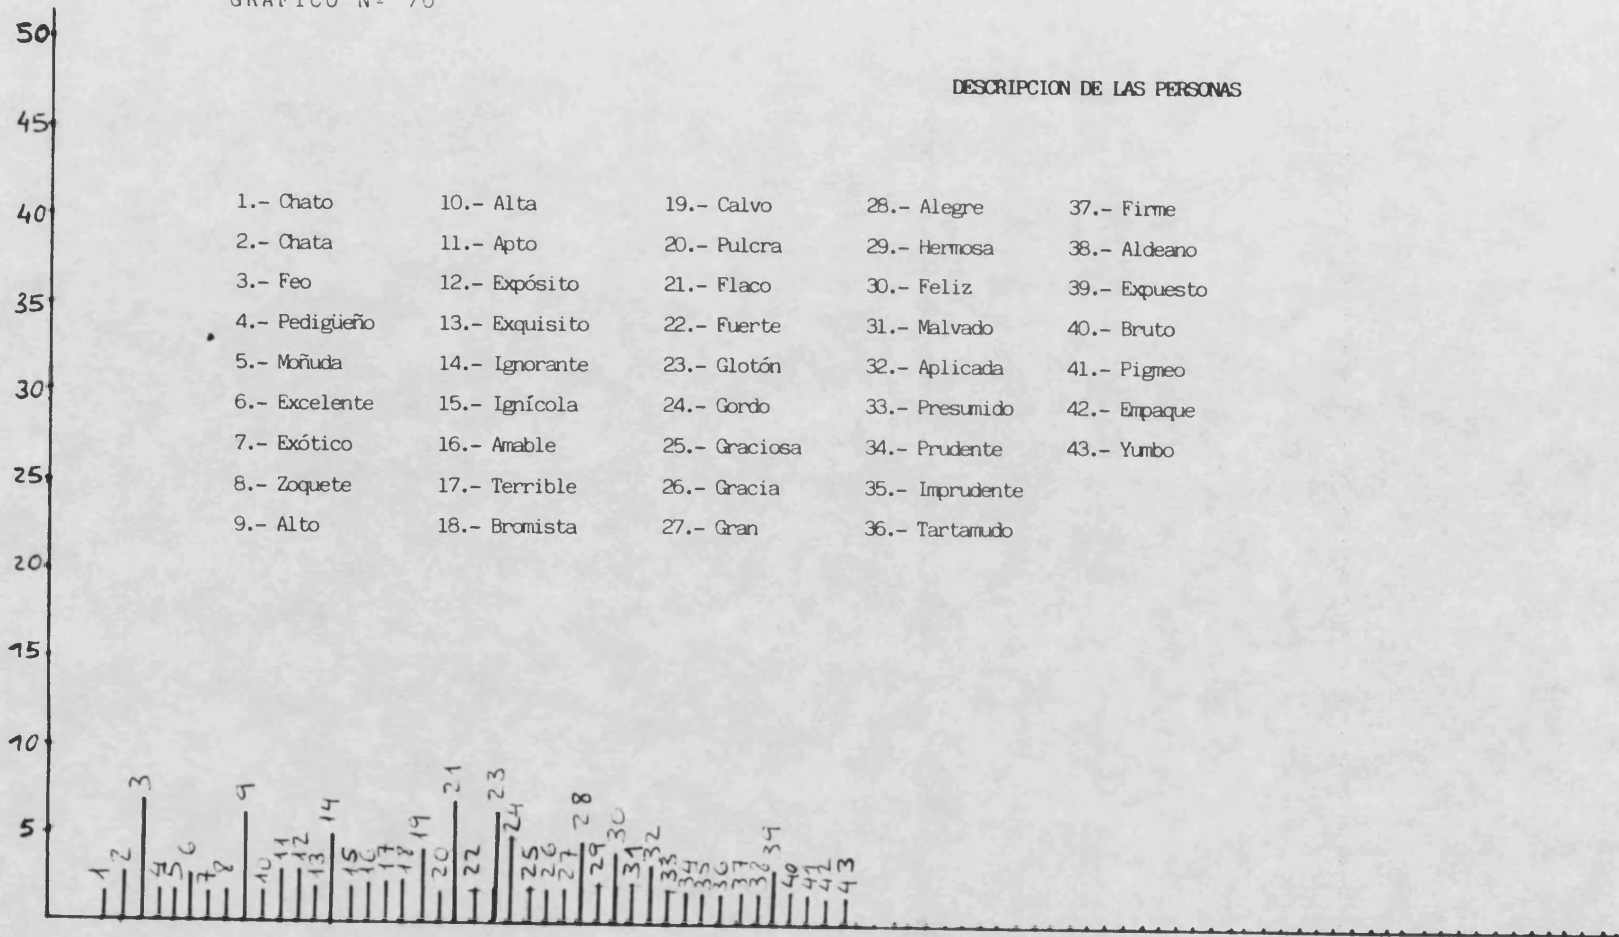 GRAFICO Nº 70
DESCRIPCION DE LAS PERSONAS
1.- Chato
2.- Chata
3.- Feo
4.- Pedigüeño
5.- Moñuda
6.- Excelente
7.- Exótico
8.- Zoquete
9.- Alto
10.- Alta
11.- Apto
12.- Expósito
13.- Exquisito
14.- Ignorante
15.- Ignícola
16.- Amable
17.- Terrible
18.- Bromista
19.- Calvo
20.- Pulcra
21.- Flaco
22.- Fuerte
23.- Glotón
24.- Gordo
25.- Graciosa
26.- Gracia
27.- Gran
28.- Alegre
29.- Hermosa
30.- Feliz
31.- Malvado
32.- Aplicada
33.- Presumido
34.- Prudente
35.- Imprudente
36.- Tartamudo
37.- Firme
38.- Aldeano
39.- Expuesto
40.- Bruto
41.- Pigmeo
42.- Empaque
43.- Yumbo
50
45
40
35
30
25
20
15
10
5
1 2 3 4 5 6 7 8 9 10 11 12 13 14 15 16 17 18 19 20 21 22 23 24 25 26 27 28 29 30 31 32 33 34 35 36 37 38 39 40 41 42 43